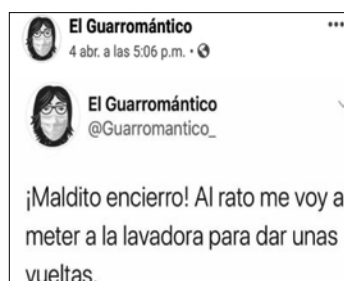 El Guarromántico
4 abr. a las 5:06 p.m. ·
El Guarromántico
@Guarromantico_
¡Maldito encierro! Al rato me voy a
meter a la lavadora para dar unas
vueltas.